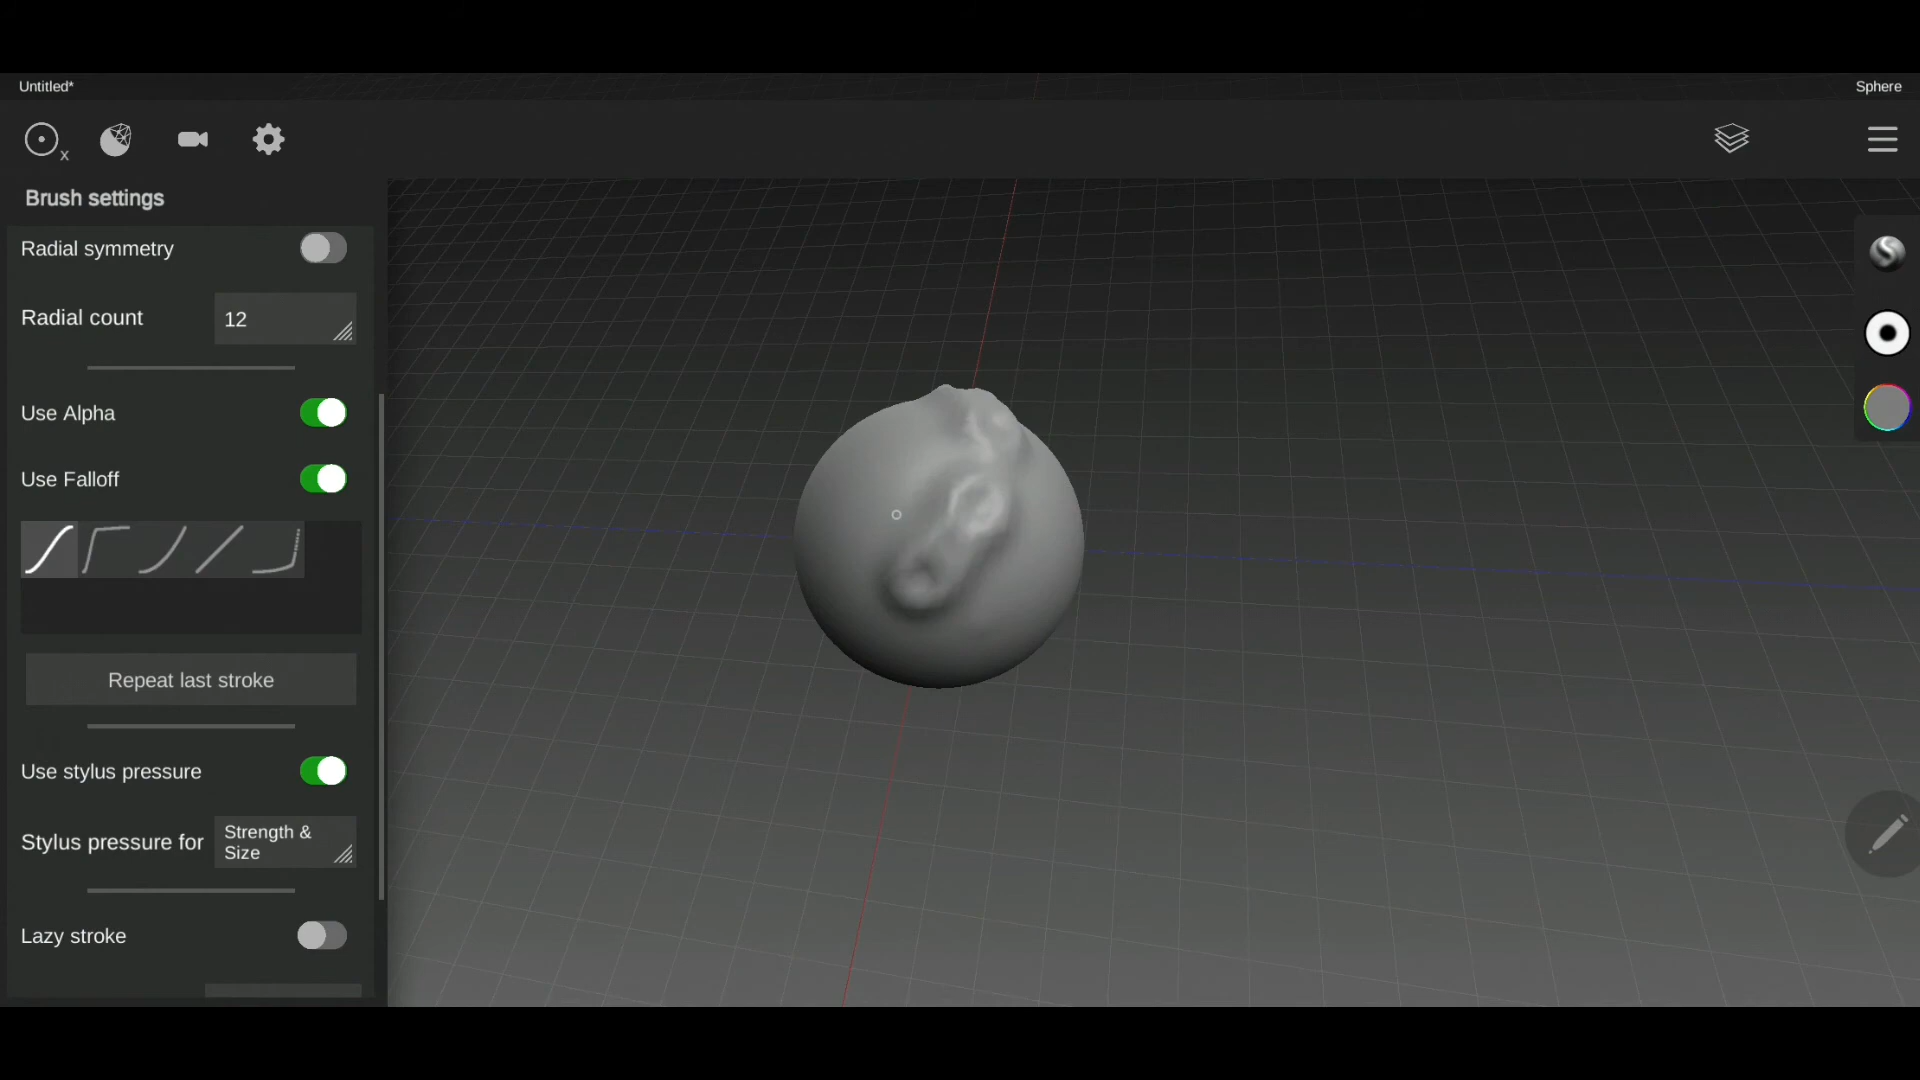 Untitled*
Sphere
x
Brush settings
Radial symmetry
Radial count
12
Use Alpha
Use Falloff
Repeat last stroke
Use stylus pressure
Stylus pressure for
Strength &
Size
Lazy stroke